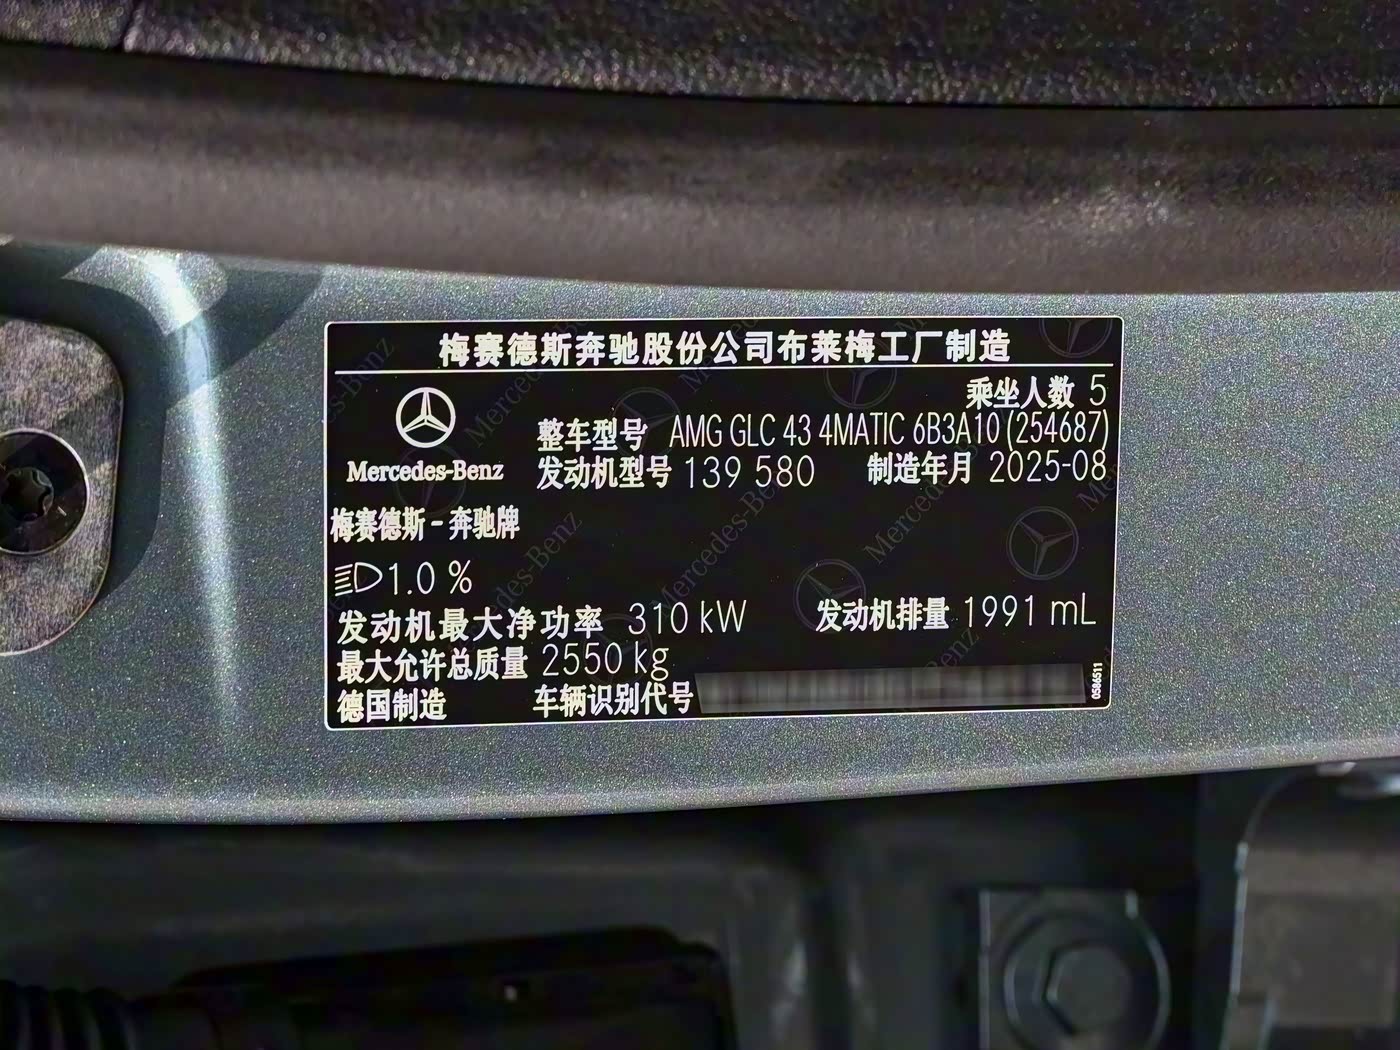 梅赛德斯奔驰股份公司布莱梅工厂制造
乘坐人数 5
整车型号 AMG GLC 43 4MATIC 6B3A10 (254687)
Mercedes-Benz
发动机型号 139 580 制造年月 2025-08
梅赛德斯-奔驰牌
1.0 %
发动机最大净功率 310 kW 发动机排量 1991 mL
最大允许总质量 2550 kg
德国制造 车辆识别代号
0586511